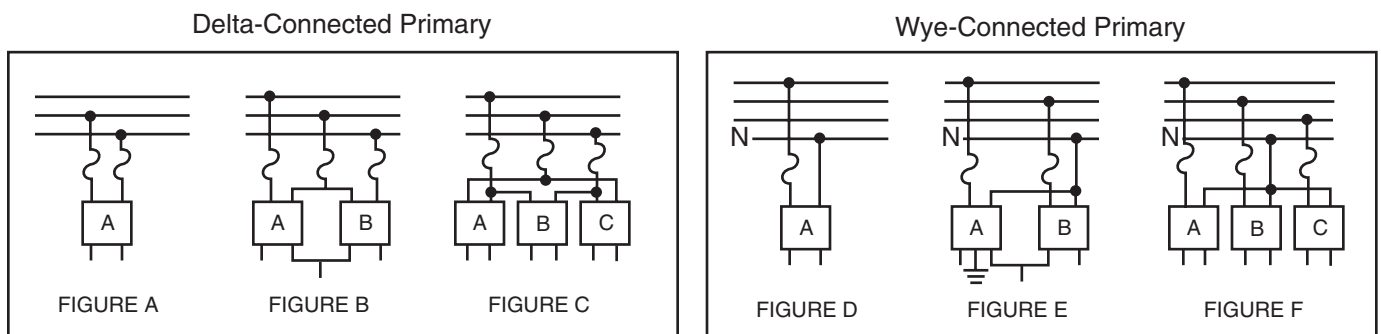 Delta-Connected Primary
A
FIGURE A
A B
FIGURE B
A B C
FIGURE C
Wye-Connected Primary
N
A
FIGURE D
N
A B
FIGURE E
N
A B C
FIGURE F